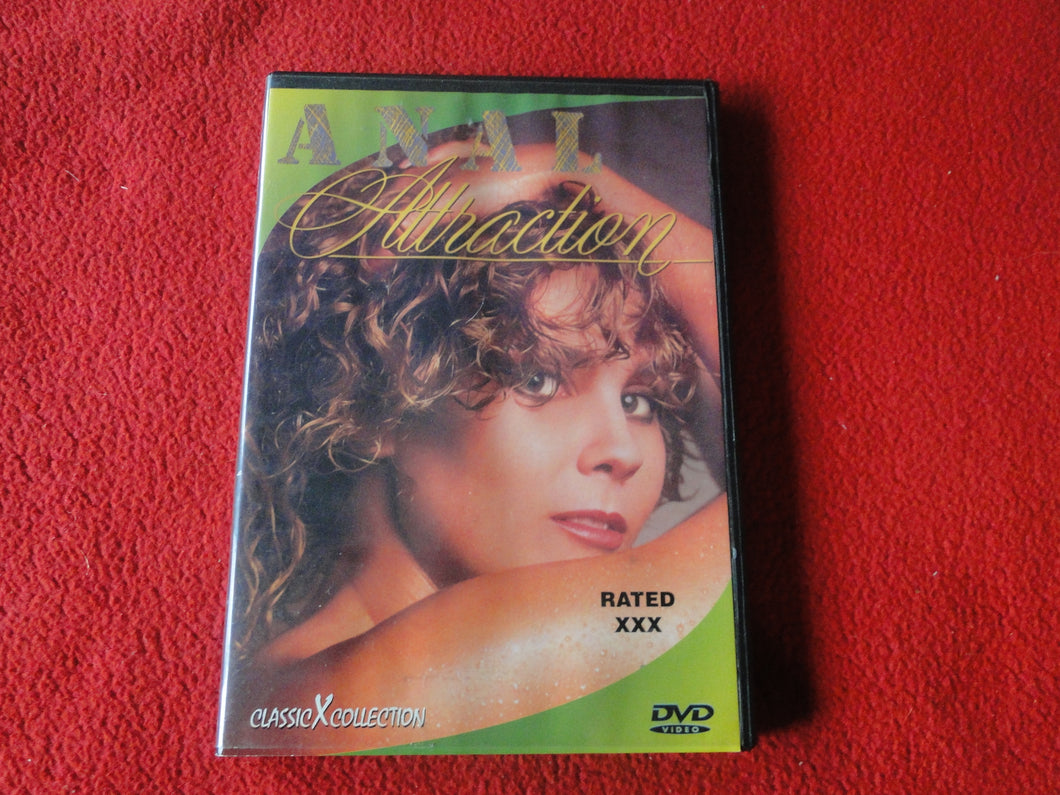 ANAL
Attraction
RATED
XXX
CLASSIC X COLLECTION
DVD
VIDEO